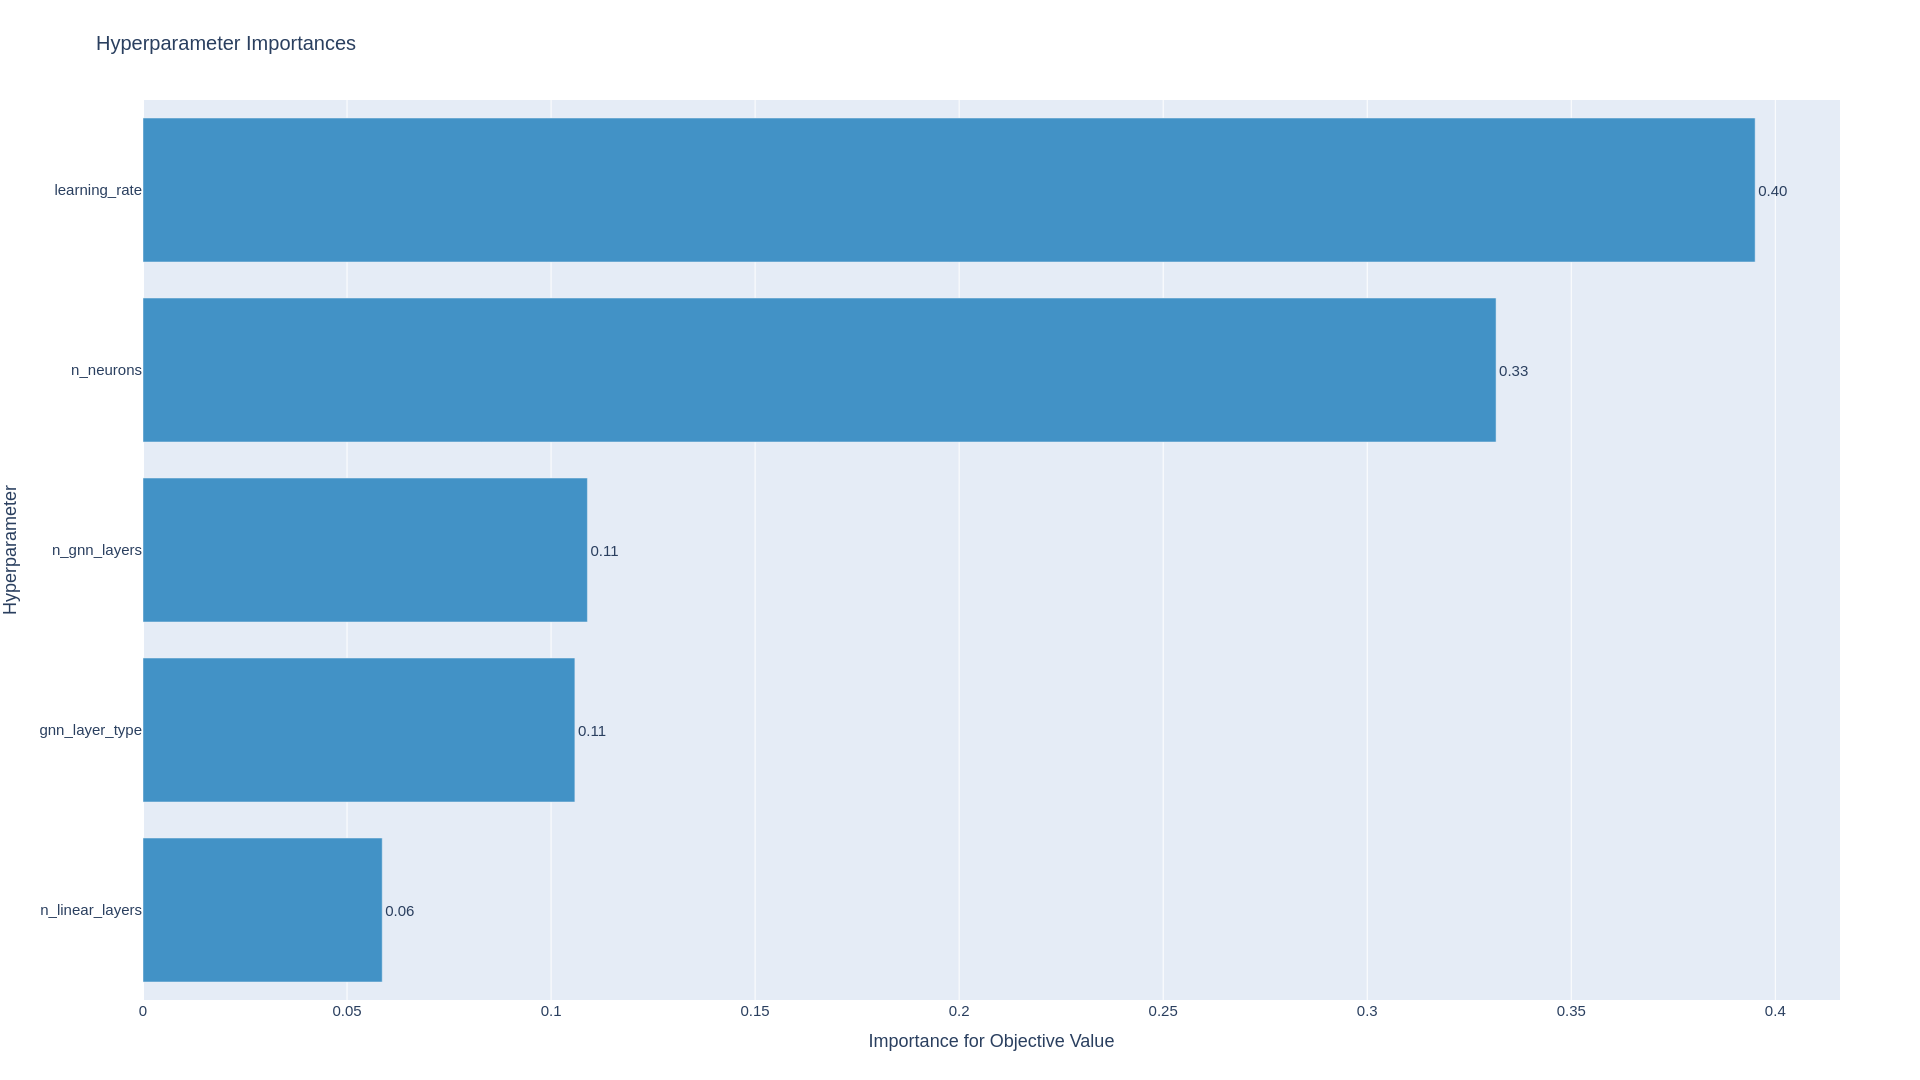 Hyperparameter Importances
learning_rate
0.40
n_neurons
0.33
n_gnn_layers
0.11
gnn_layer_type
0.11
n_linear_layers
0.06
Hyperparameter
0 0.05 0.1 0.15 0.2 0.25 0.3 0.35 0.4
Importance for Objective Value